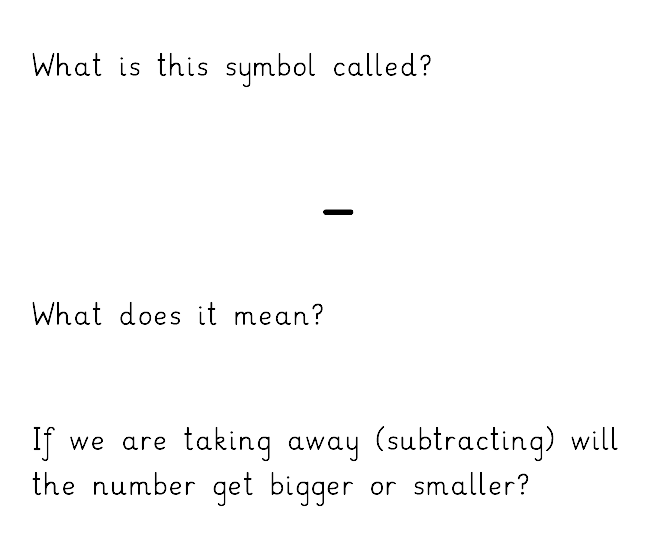 What is this symbol called?
–
What does it mean?
If we are taking away (subtracting) will
the number get bigger or smaller?